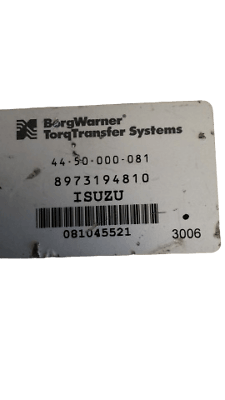 BorgWarner
TorqTransfer Systems
44-50-000-081
8973194810
ISUZU
081045521
3006